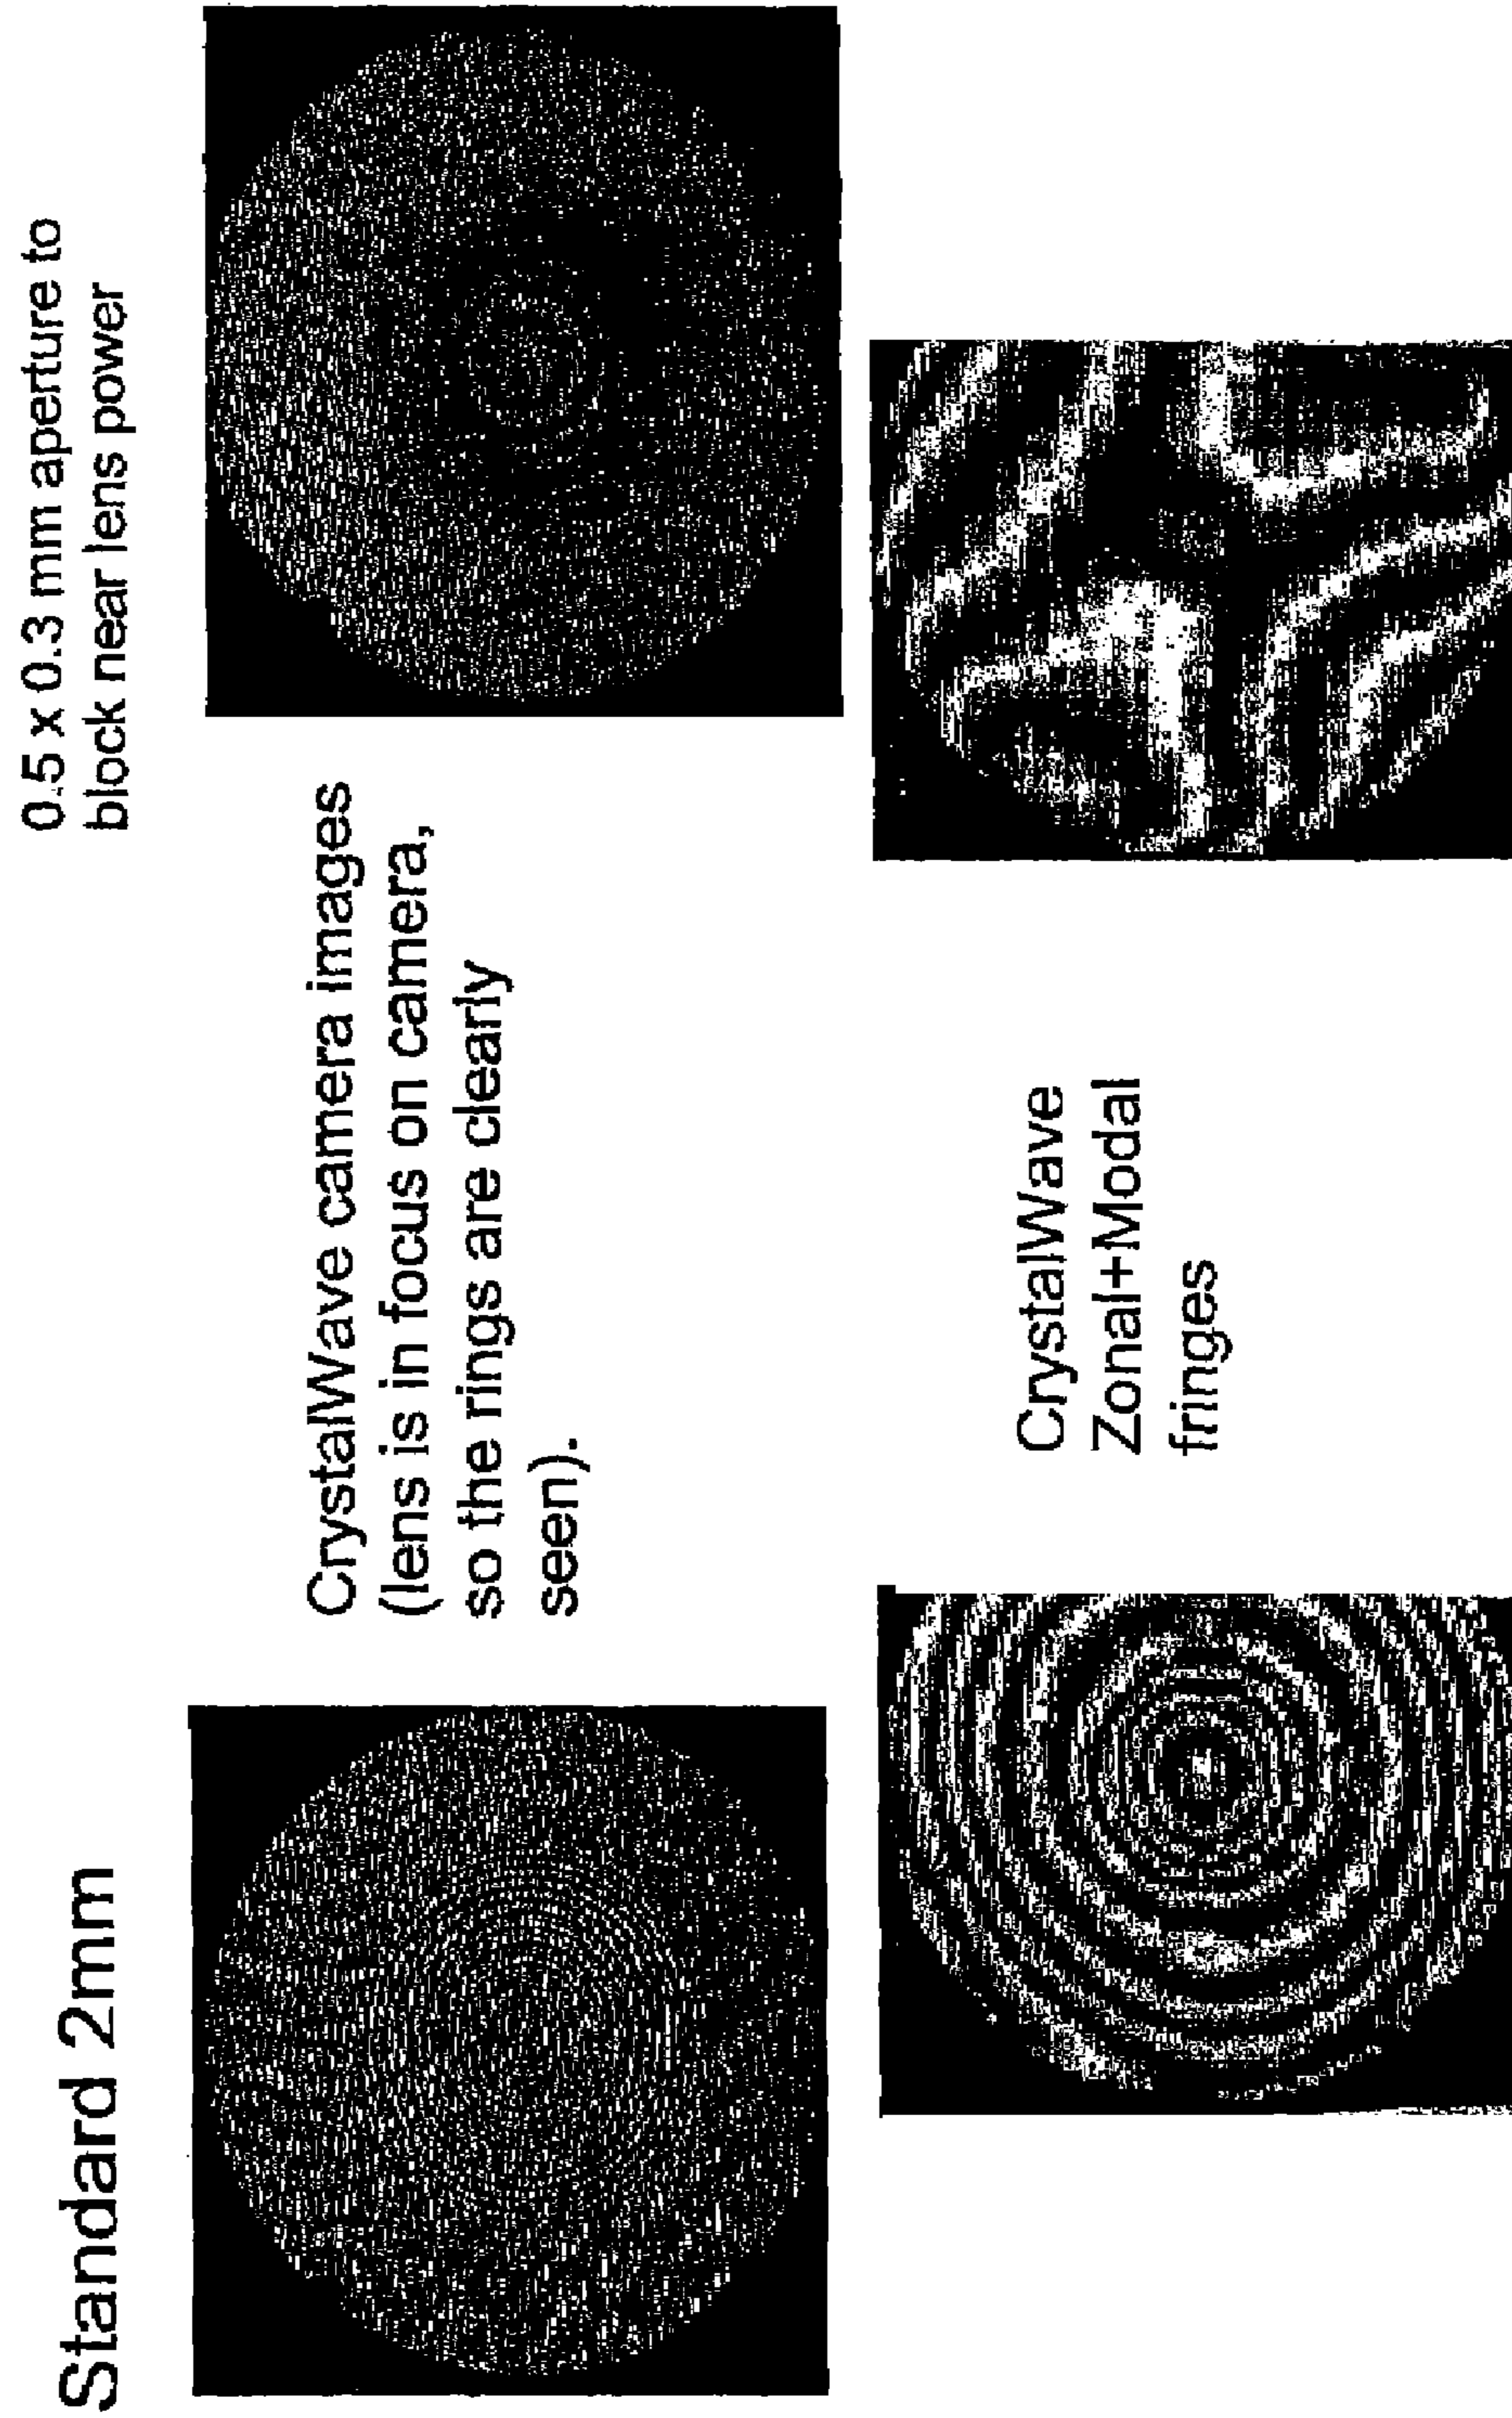 Standard 2mm
0.5 x 0.3 mm aperture to
block near lens power
CrystalWave camera images
(lens is in focus on camera,
so the rings are clearly
seen).
CrystalWave
Zonal+Modal
fringes